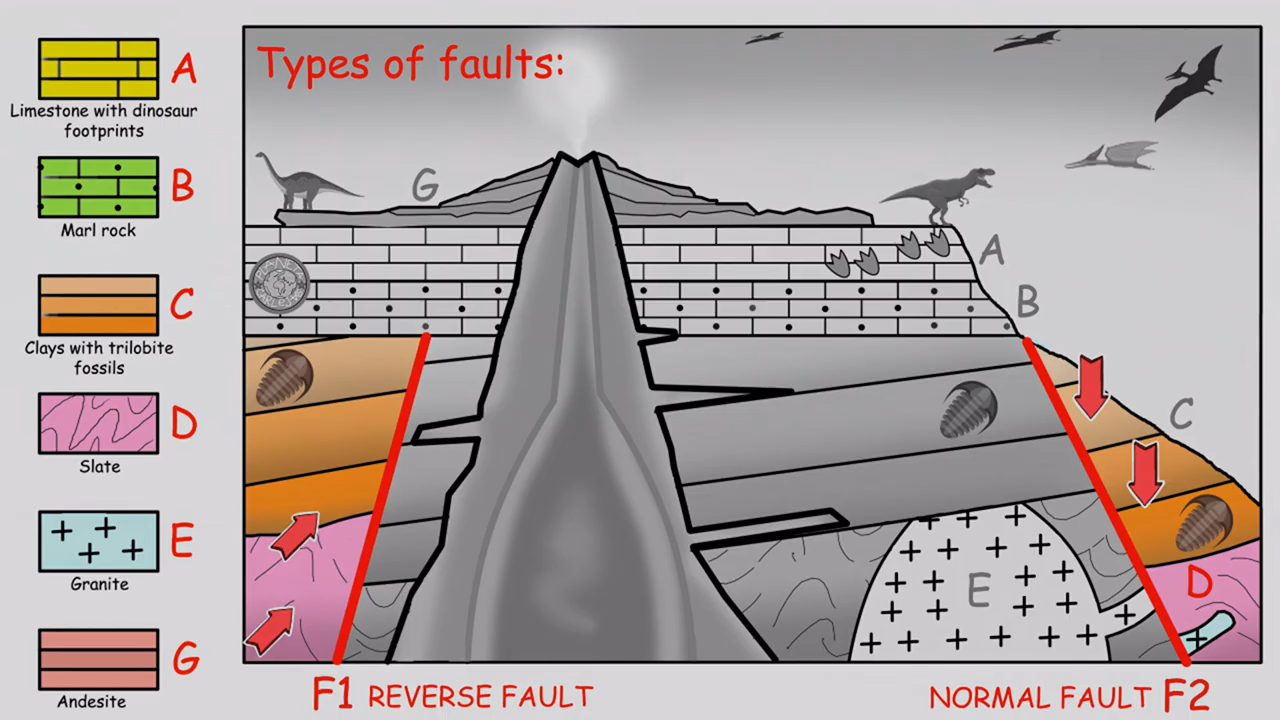 Types of faults:
A
Limestone with dinosaur
footprints
B
Marl rock
C
Clays with trilobite
fossils
D
Slate
E
Granite
G
Andesite
G
A
B
C
D
E
F1 REVERSE FAULT
NORMAL FAULT F2